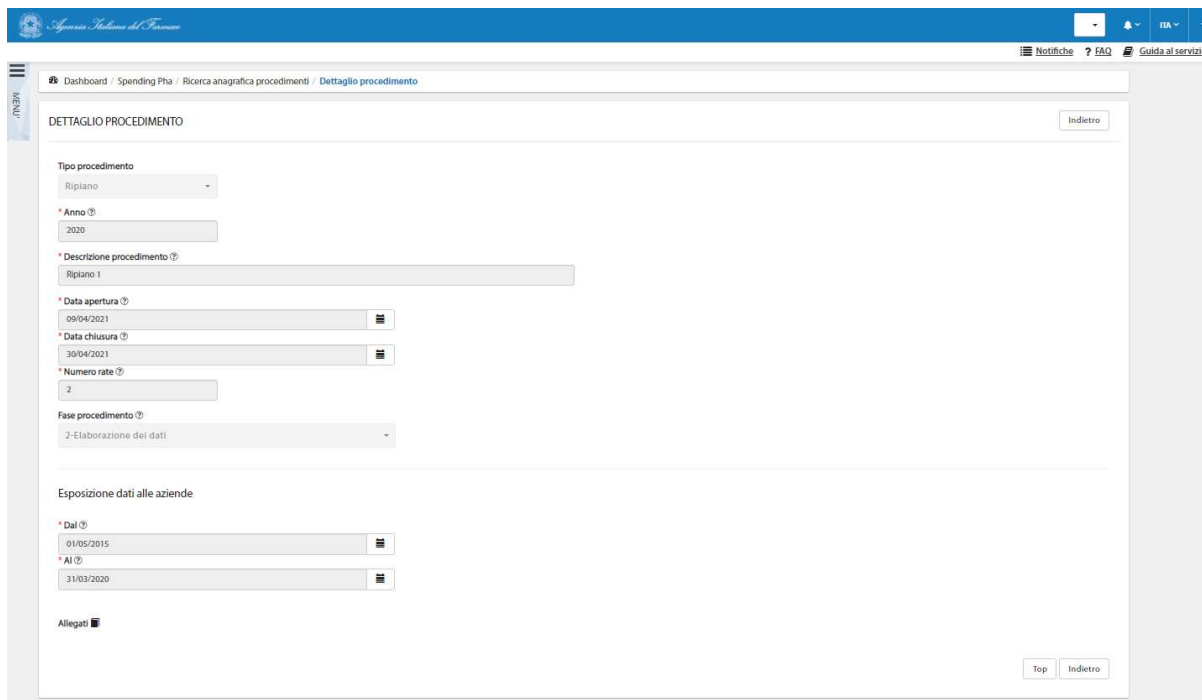 Agenzia Italiana del Farmaco
ITA
Notifiche ? FAQ Guida al servizi
MENU'
Dashboard / Spending Pha / Ricerca anagrafica procedimenti / Dettaglio procedimento
DETTAGLIO PROCEDIMENTO
Indietro
Tipo procedimento
Ripiano
* Anno ?
2020
* Descrizione procedimento ?
Ripiano 1
* Data apertura ?
09/04/2021
* Data chiusura ?
30/04/2021
* Numero rate ?
2
Fase procedimento ?
2-Elaborazione dei dati
Esposizione dati alle aziende
* Dal ?
01/05/2015
* Al ?
31/03/2020
Allegati
Top Indietro